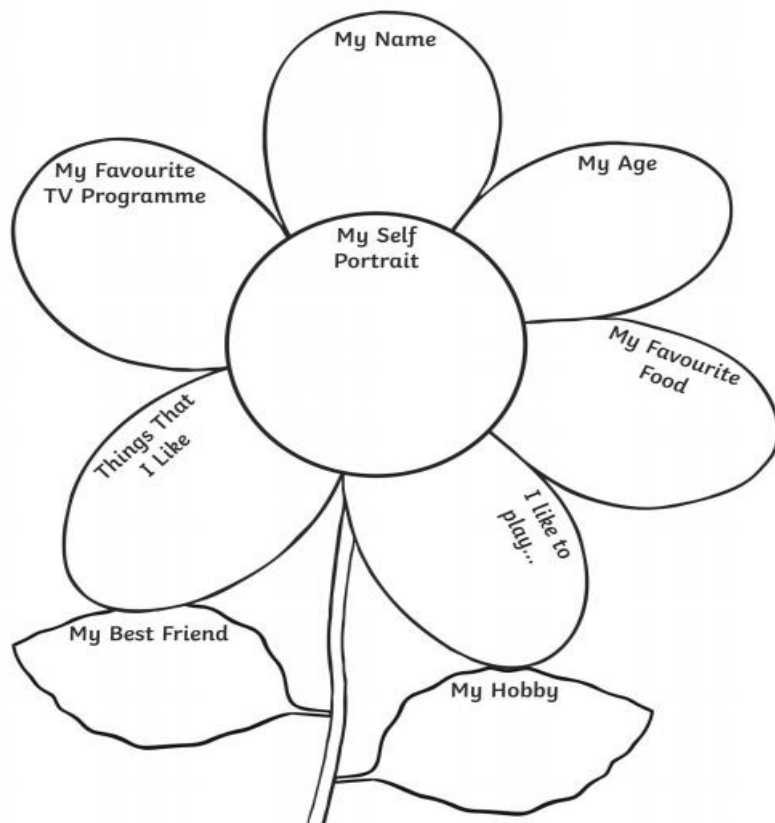 My Name
My Favourite
TV Programme
My Age
My Self
Portrait
My Favourite
Food
Things That
I Like
I like to
play...
My Best Friend
My Hobby